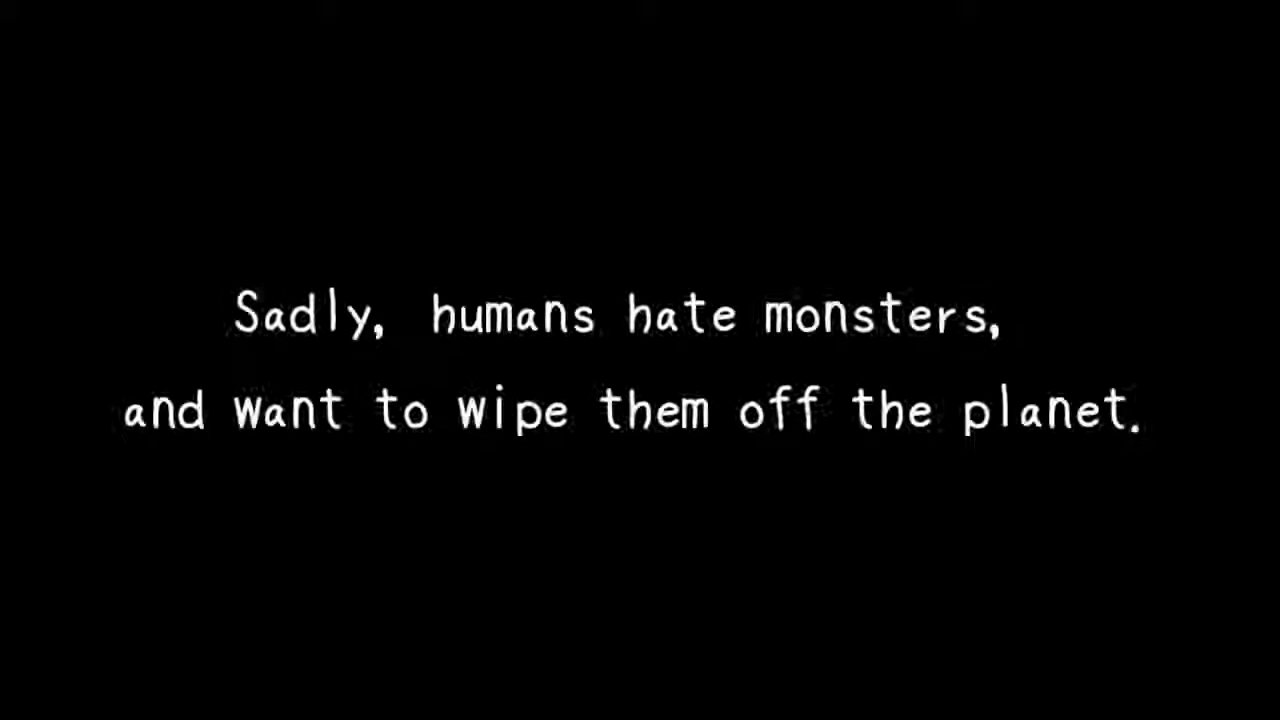 Sadly, humans hate monsters,
and want to wipe them off the planet.